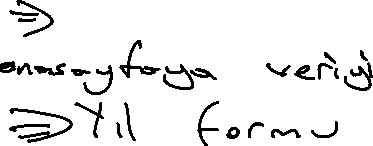 ⇒
anasayfaya veriyi
⇒ Yıl formu